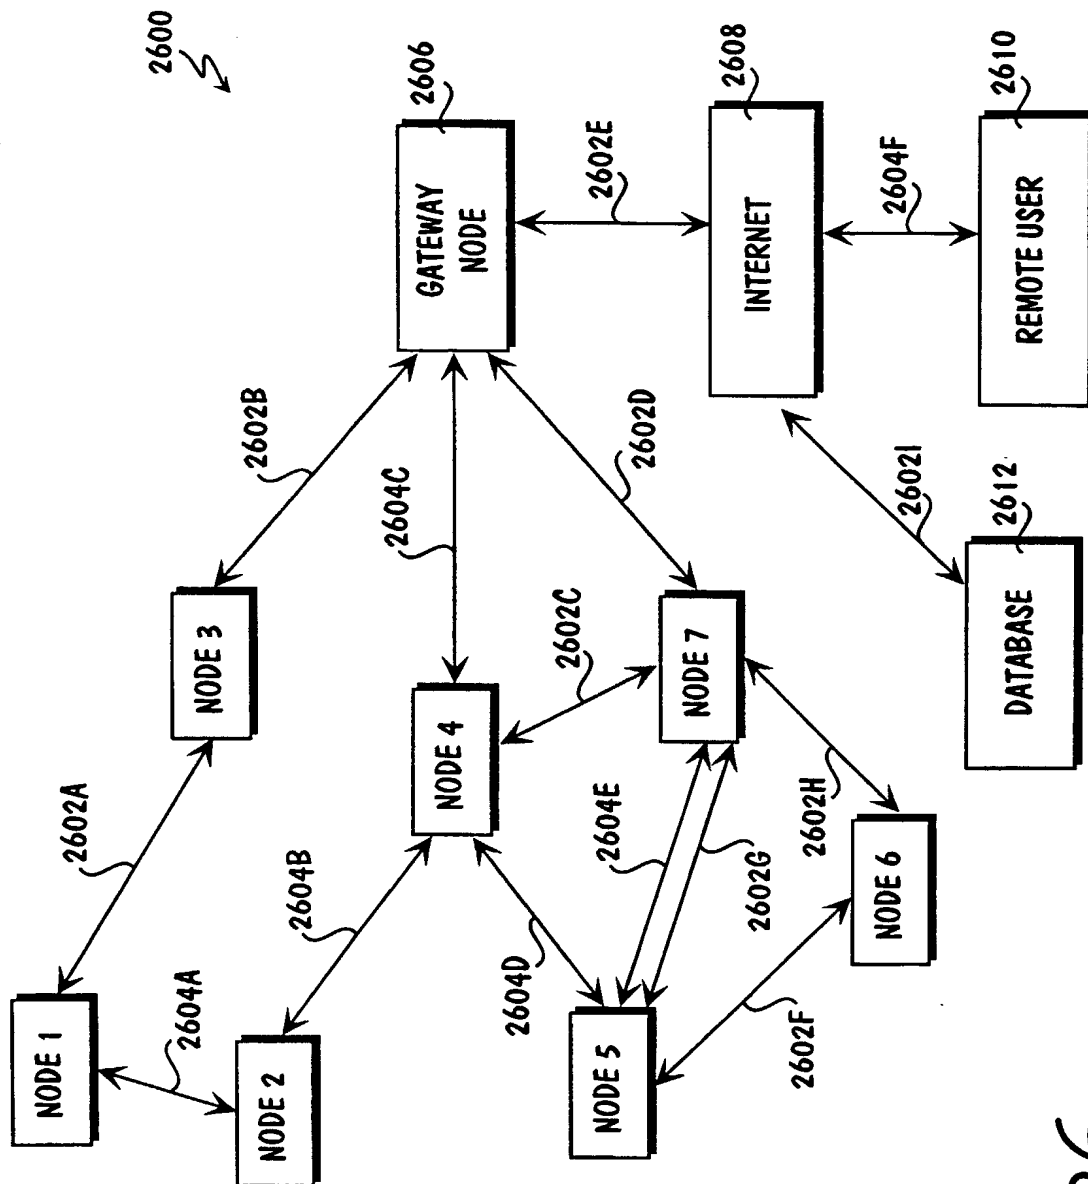 2600
NODE 1
2602A
2604A
NODE 3
2602B
NODE 2
2604B
2604C
2606
GATEWAY
NODE
NODE 4
2604D
2602C
2602E
NODE 5
2604E
2602D
NODE 7
2608
INTERNET
2602G
2602F
2602H
NODE 6
2602I
2604F
2612
2610
DATABASE
REMOTE USER